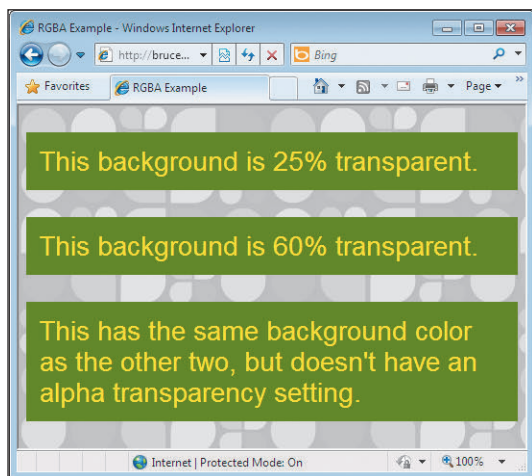 RGBA Example - Windows Internet Explorer
http://bruce...
Bing
Favorites
RGBA Example
Page
This background is 25% transparent.
This background is 60% transparent.
This has the same background color
as the other two, but doesn't have an
alpha transparency setting.
Internet | Protected Mode: On
100%